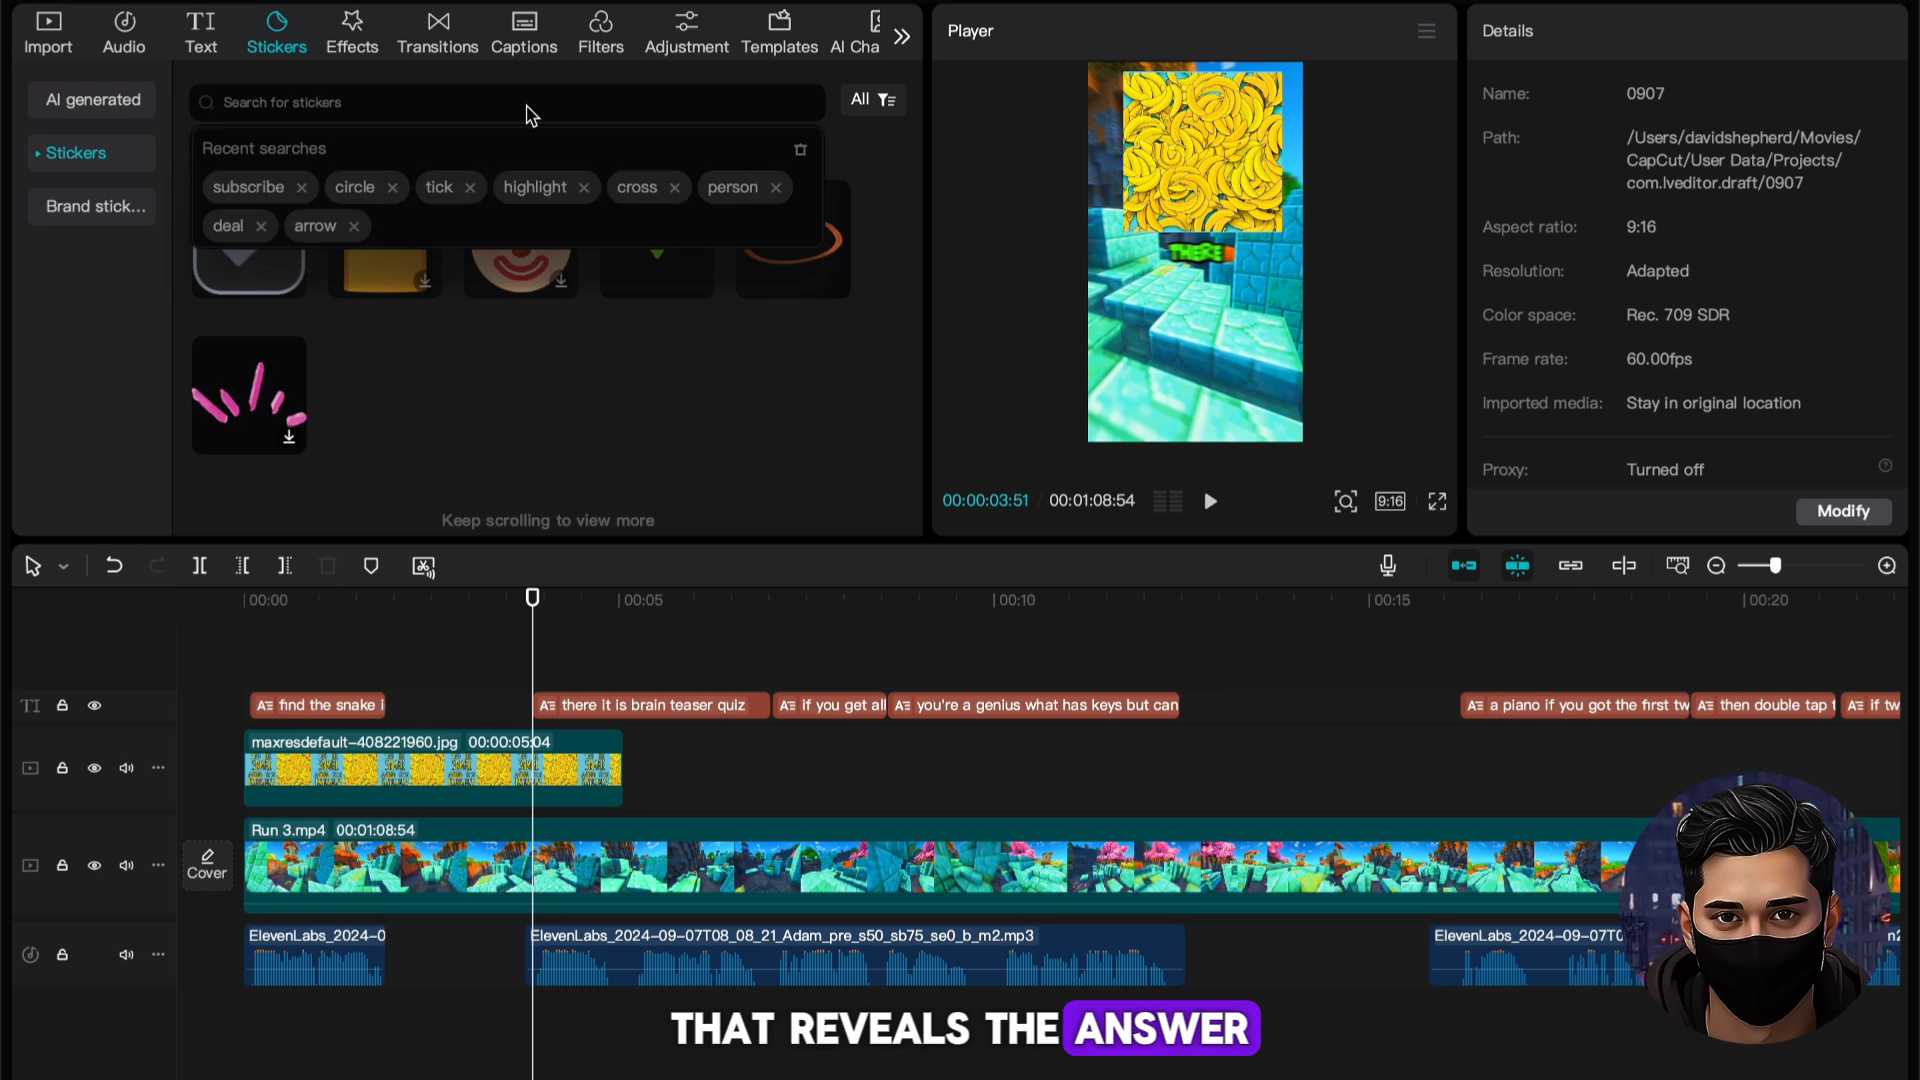 Import
Audio
Text
Stickers
Effects
Transitions
Captions
Filters
Adjustment
Templates
AI Cha
AI generated
Stickers
Brand stick...
Search for stickers
All
Recent searches
subscribe
circle
tick
highlight
cross
person
deal
arrow
Keep scrolling to view more
Player
THERE
00:00:03:51
00:01:08:54
9:16
Details
Name: 0907
Path: /Users/davidshepherd/Movies/
CapCut/User Data/Projects/
com.lveditor.draft/0907
Aspect ratio: 9:16
Resolution: Adapted
Color space: Rec. 709 SDR
Frame rate: 60.00fps
Imported media: Stay in original location
Proxy: Turned off
Modify
00:00
00:05
00:10
00:15
00:20
find the snake i
there it is brain teaser quiz
if you get all
you're a genius what has keys but can
a piano if you got the first tw
then double tap t
if tw
maxresdefault-408221960.jpg 00:00:05:04
Cover
Run 3.mp4 00:01:08:54
ElevenLabs_2024-0
ElevenLabs_2024-09-07T08_08_21_Adam_pre_s50_sb75_se0_b_m2.mp3
ElevenLabs_2024-09-07T0
THAT REVEALS THE ANSWER